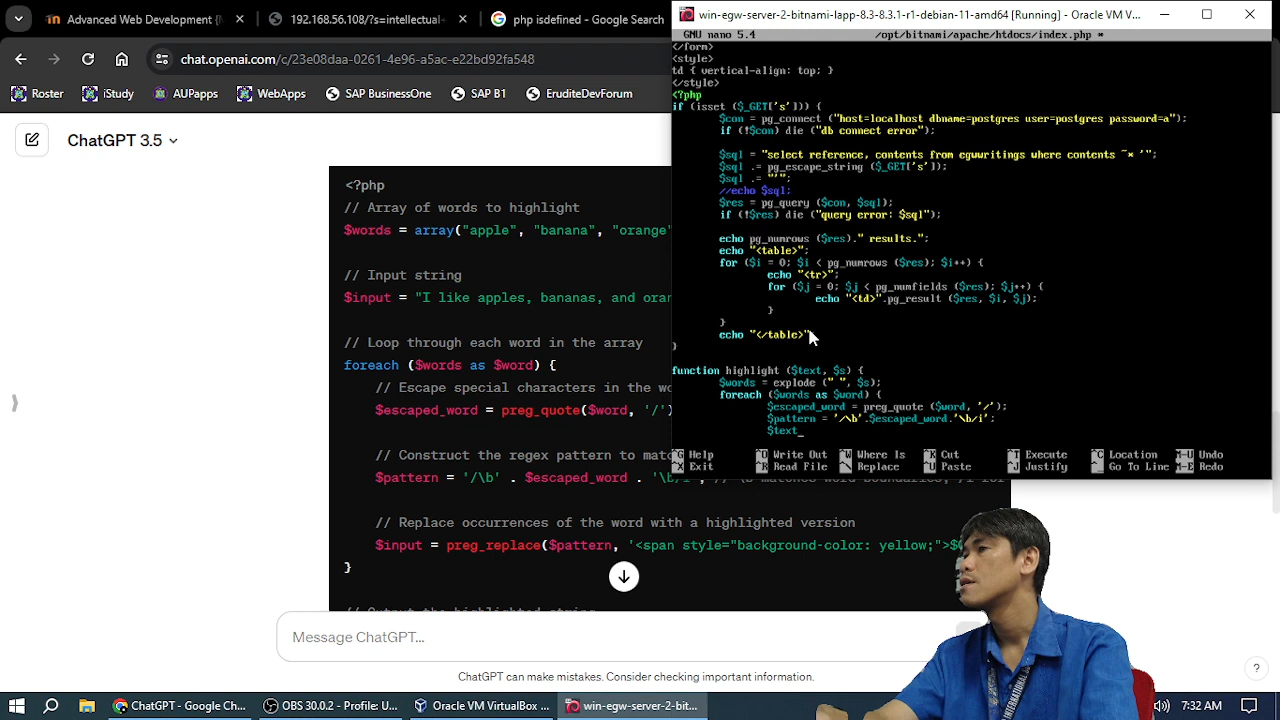 Advanced Web Development (T
192.168.56.108/?s=intellectual+
pg idsefined - Google Search
win-egw-server-2-bitnami-lapp-8.3-8.3.1-r1-debian-11-amd64 [Running] - Oracle VM V...
chatgpt.com/c/23e08daa-0261-4e96-a5ac-e22bd92fb548
Roster
iStudy
AUPapps
WebApps
SAP B1
SAP BusinessOne
EruditeDevForum
ChatGPT 3.5
<?php
// Array of words to highlight
$words = array("apple", "banana", "orange"
// Input string
$input = "I like apples, bananas, and oran
// Loop through each word in the array
foreach ($words as $word) {
// Escape special characters in the wo
$escaped_word = preg_quote($word, '/')
// Construct the regex pattern to matc
$pattern = '/\b' . $escaped_word . '\b/i'; // \b matches word boundaries, /i for
// Replace occurrences of the word with a highlighted version
$input = preg_replace($pattern, '<span style="background-color: yellow;">$0
}
// Output the highlighted string
Message ChatGPT...
ChatGPT can make mistakes. Consider checking important information.
GNU nano 5.4 /opt/bitnami/apache/htdocs/index.php *
</form>
<style>
td { vertical-align: top; }
</style>
<?php
if (isset ($_GET['s'])) {
$con = pg_connect ("host=localhost dbname=postgres user=postgres password=a");
if (!$con) die ("db connect error");
$sql = "select reference, contents from egwwritings where contents ~* '";
$sql .= pg_escape_string ($_GET['s']);
$sql .= "'";
//echo $sql;
$res = pg_query ($con, $sql);
if (!$res) die ("query error: $sql");
echo pg_numrows ($res)." results.";
echo "<table>";
for ($i = 0; $i < pg_numrows ($res); $i++) {
echo "<tr>";
for ($j = 0; $j < pg_numfields ($res); $j++) {
echo "<td>".pg_result ($res, $i, $j);
}
}
echo "</table>"
}
function highlight ($text, $s) {
$words = explode (" ", $s);
foreach ($words as $word) {
$escaped_word = preg_quote ($word, '/');
$pattern = '/\b'.$escaped_word.'\b/i';
$text_
^G Help ^O Write Out ^W Where Is ^K Cut ^T Execute ^C Location M-U Undo
^X Exit ^R Read File ^\ Replace ^U Paste ^J Justify ^_ Go To Line M-E Redo
ChatGPT - Google Chr...
OBS 30.0.2 - Profile U...
Oracle VM VirtualBox ...
win-egw-server-2-bit...
7:32 AM